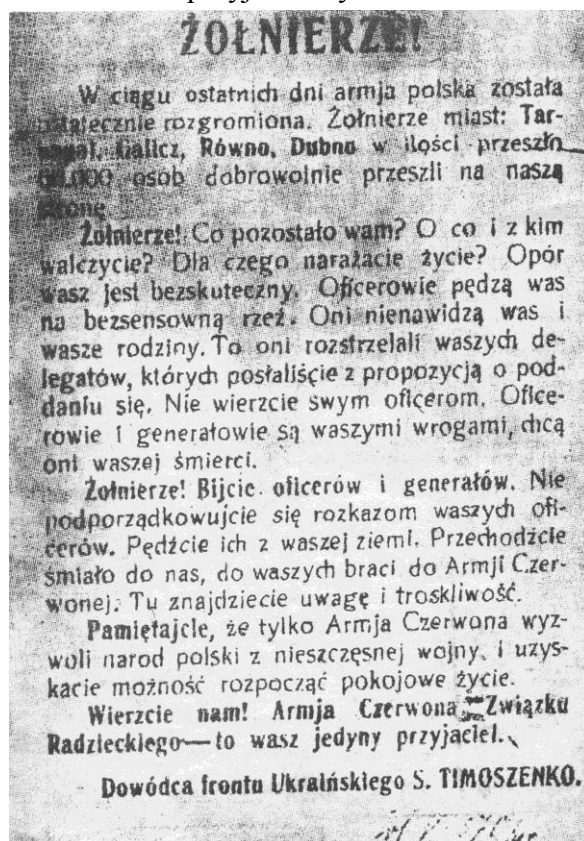 ŻOŁNIERZE!
W ciągu ostatnich dni armja polska została
ostatecznie rozgromiona. Żołnierze miast: Tar-
nopol, Galicz, Równo, Dubno w ilości przeszło
60.000 osób dobrowolnie przeszli na naszą
stronę
Żołnierze! Co pozostało wam? O co i z kim
walczycie? Dla czego narażacie życie? Opór
wasz jest bezskuteczny. Oficerowie pędzą was
na bezsensowną rzeź. Oni nienawidzą was i
wasze rodziny. To oni rozstrzelali waszych de-
legatów, których posłaliście z propozycją o pod-
daniu się. Nie wierzcie swym oficerom. Ofice-
rowie i generałowie są waszymi wrogami, chcą
oni waszej śmierci.
Żołnierze! Bijcie oficerów i generałów. Nie
podporządkowujcie się rozkazom waszych ofi-
cerów. Pędźcie ich z waszej ziemi. Przechodźcie
śmiało do nas, do waszych braci do Armji Czer-
wonej. Tu znajdziecie uwagę i troskliwość.
Pamiętajcie, że tylko Armja Czerwona wyz-
woli narod polski z nieszczęsnej wojny, i uzys-
kacie możność rozpocząć pokojowe życie.
Wierzcie nam! Armja Czerwona Związku
Radzieckiego—to wasz jedyny przyjaciel.
Dowódca frontu Ukraińskiego S. TIMOSZENKO.